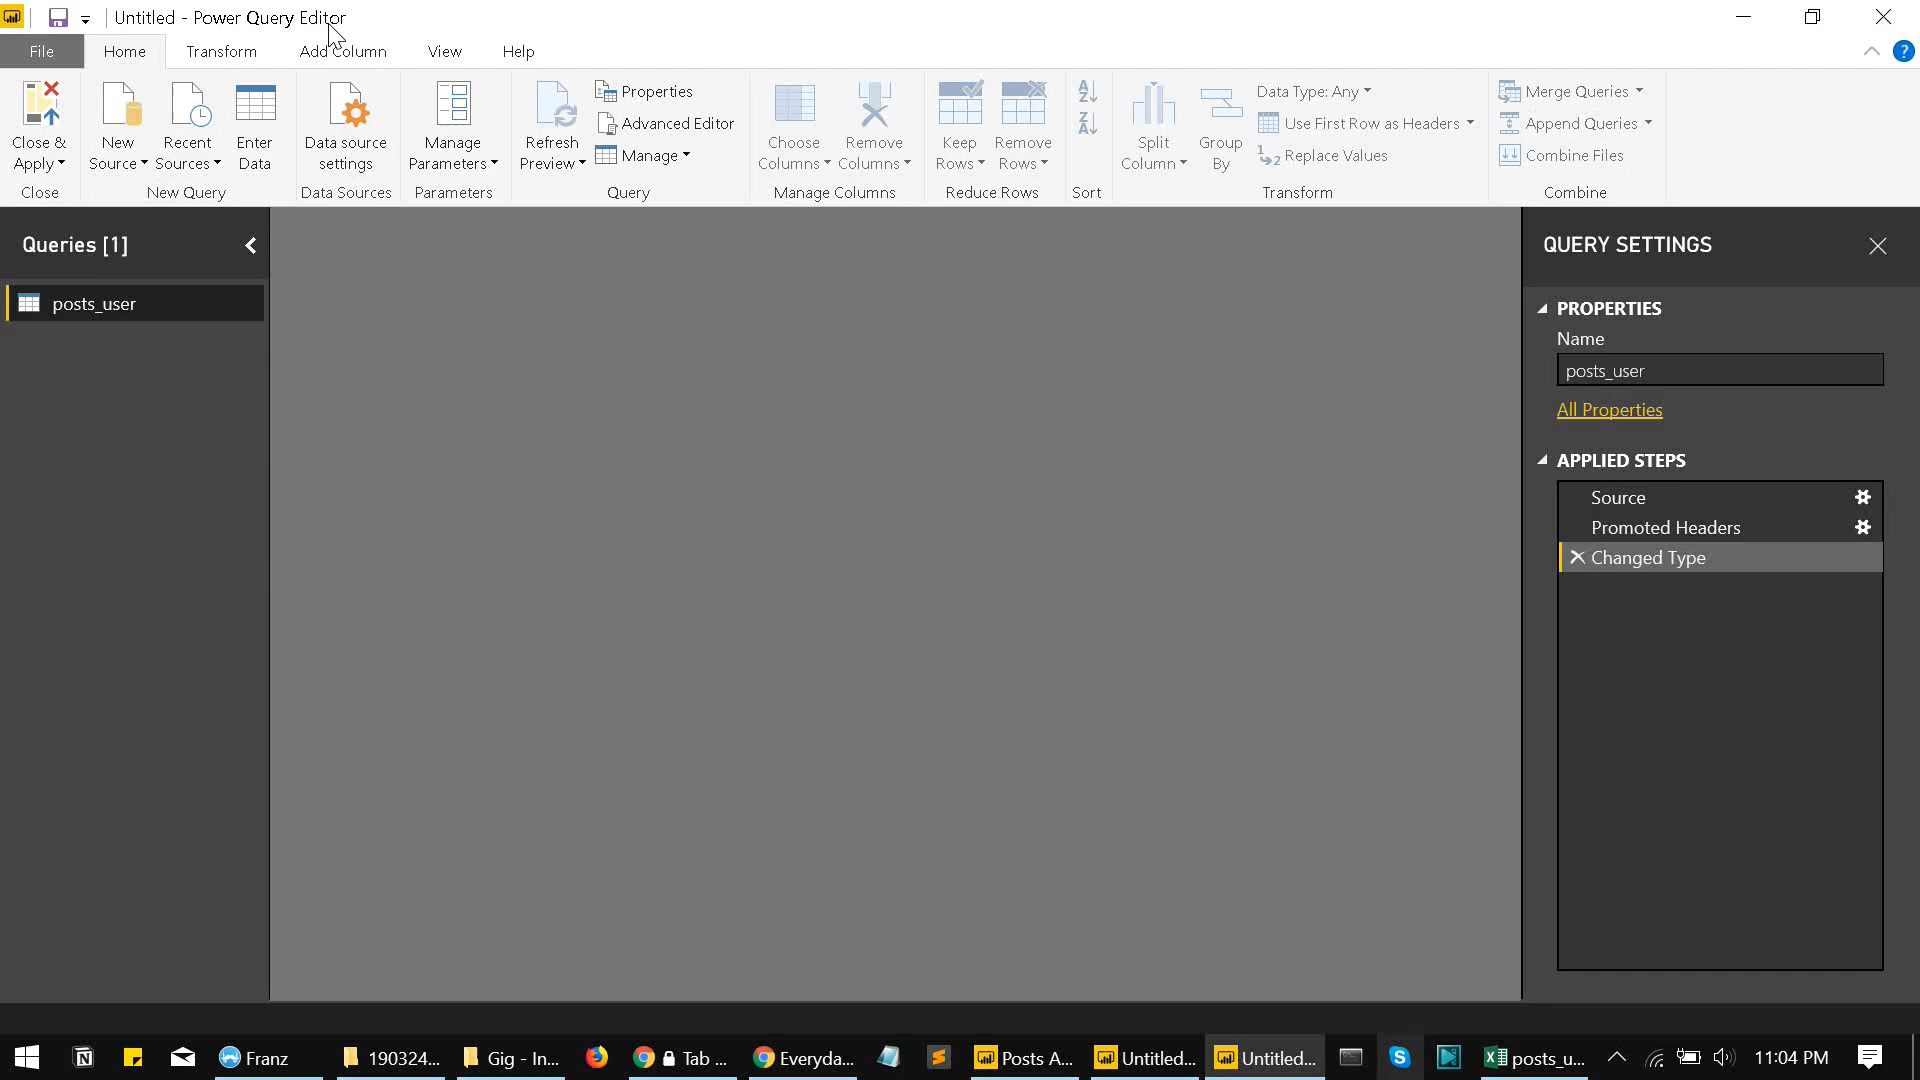 Untitled - Power Query Editor
File
Home
Transform
Add Column
View
Help
Close &
Apply
Close
New
Source
Recent
Sources
Enter
Data
New Query
Data source
settings
Data Sources
Manage
Parameters
Parameters
Refresh
Preview
Properties
Advanced Editor
Manage
Query
Choose
Columns
Remove
Columns
Manage Columns
Keep
Rows
Remove
Rows
Reduce Rows
Sort
Split
Column
Group
By
Data Type: Any
Use First Row as Headers
Replace Values
Transform
Merge Queries
Append Queries
Combine Files
Combine
Queries [1]
posts_user
QUERY SETTINGS
PROPERTIES
Name
posts_user
All Properties
APPLIED STEPS
Source
Promoted Headers
Changed Type
Franz
190324...
Gig - In...
Tab ...
Everyda...
Posts A...
Untitled...
Untitled...
posts_u...
11:04 PM